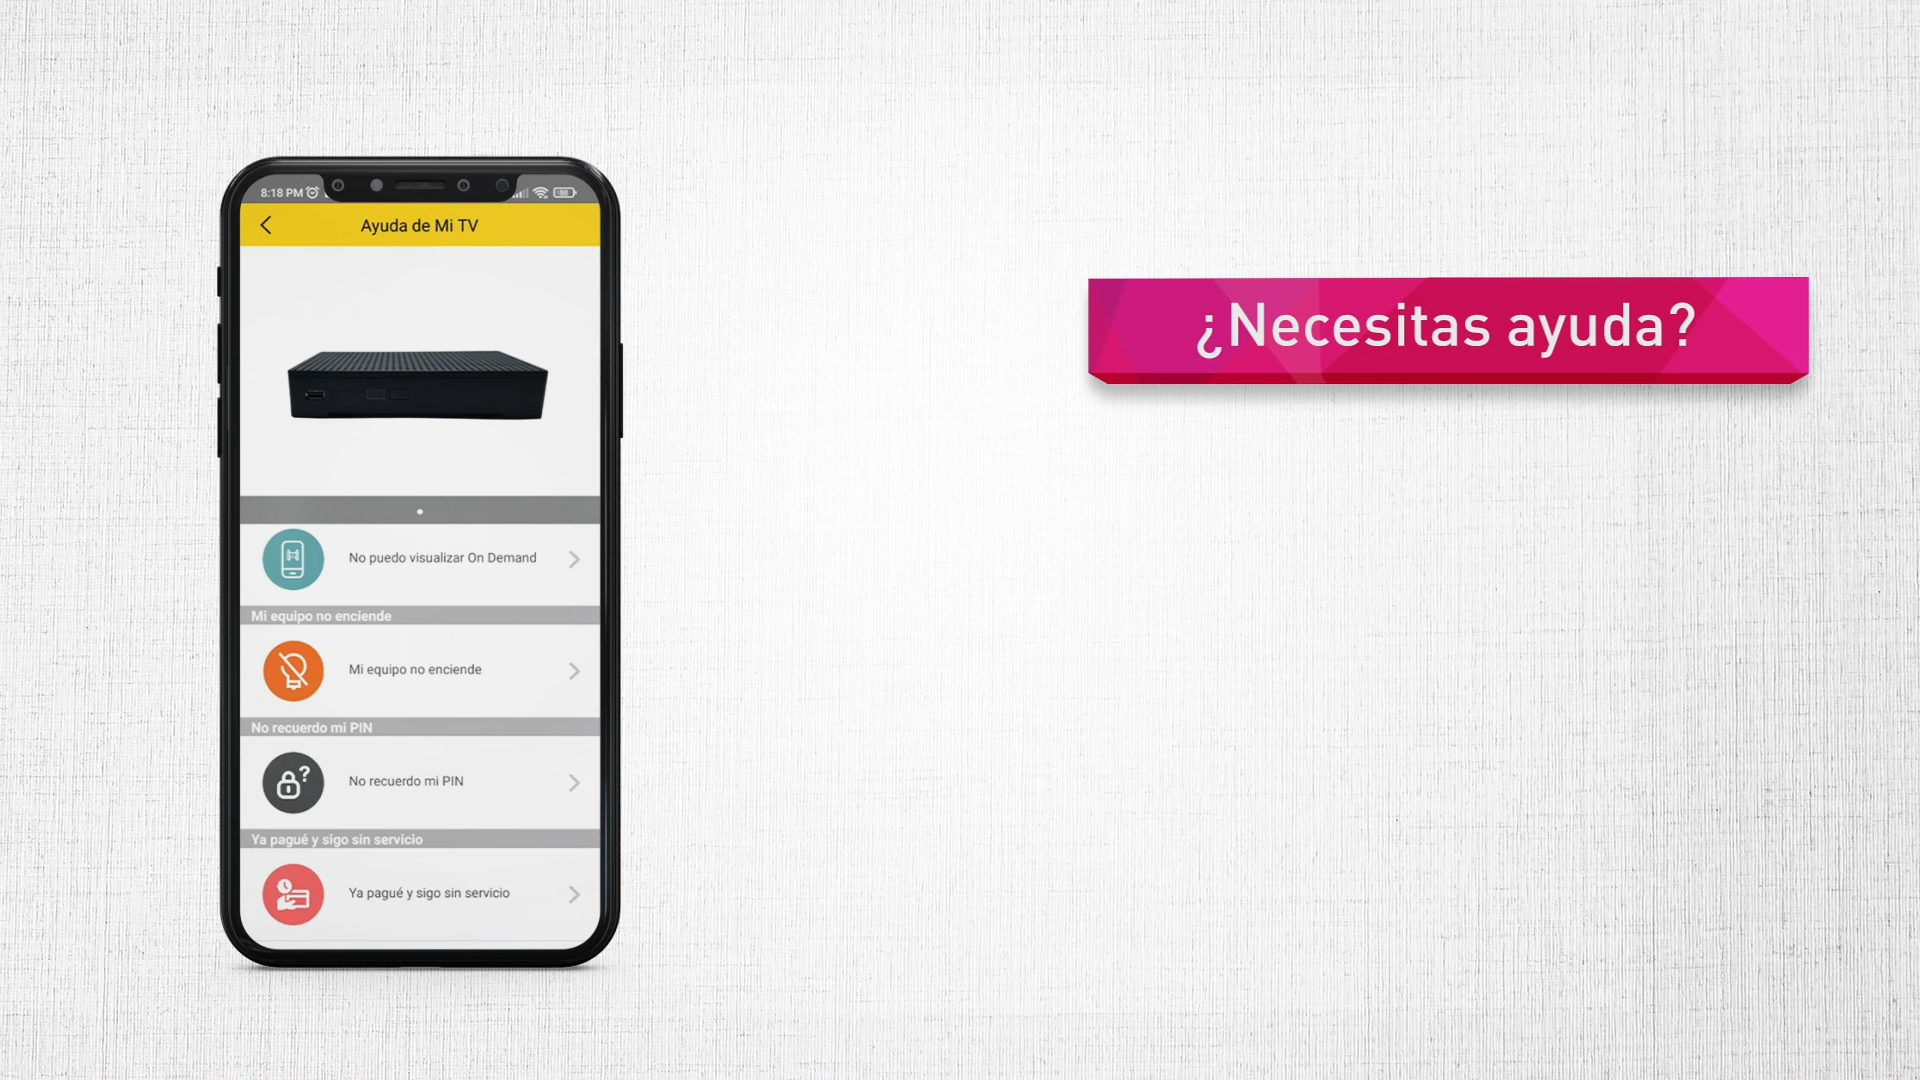 8:18 PM
Ayuda de Mi TV
No puedo visualizar On Demand
Mi equipo no enciende
Mi equipo no enciende
No recuerdo mi PIN
No recuerdo mi PIN
Ya pagué y sigo sin servicio
Ya pagué y sigo sin servicio
¿Necesitas ayuda?